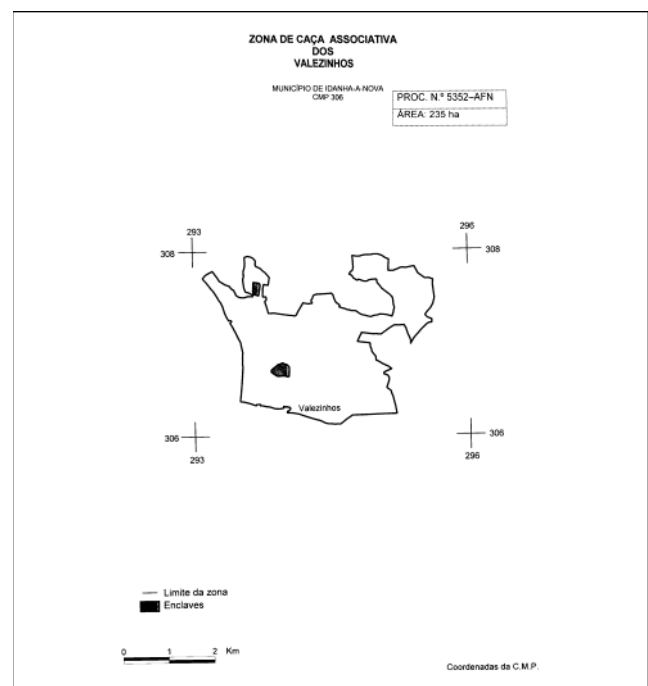 ZONA DE CAÇA ASSOCIATIVA
DOS
VALEZINHOS
MUNICÍPIO DE IDANHA-A-NOVA
CMP 306
PROC. N.º 5352–AFN
ÁREA: 235 ha
293
296
308
308
Valezinhos
306
306
293
296
Limite da zona
Enclaves
0 1 2 Km
Coordenadas da C.M.P.